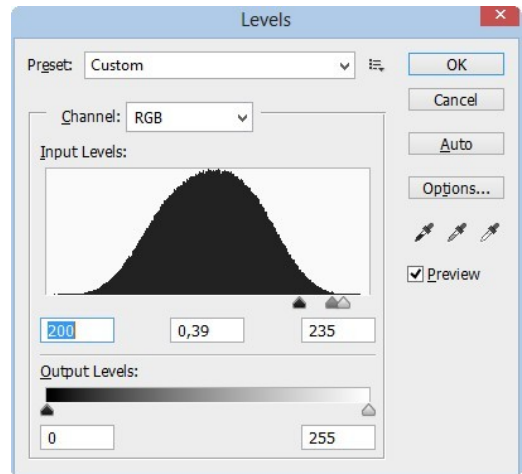 Levels
Preset: Custom
OK
Cancel
Channel: RGB
Auto
Input Levels:
Options...
Preview
200 0,39 235
Output Levels:
0 255